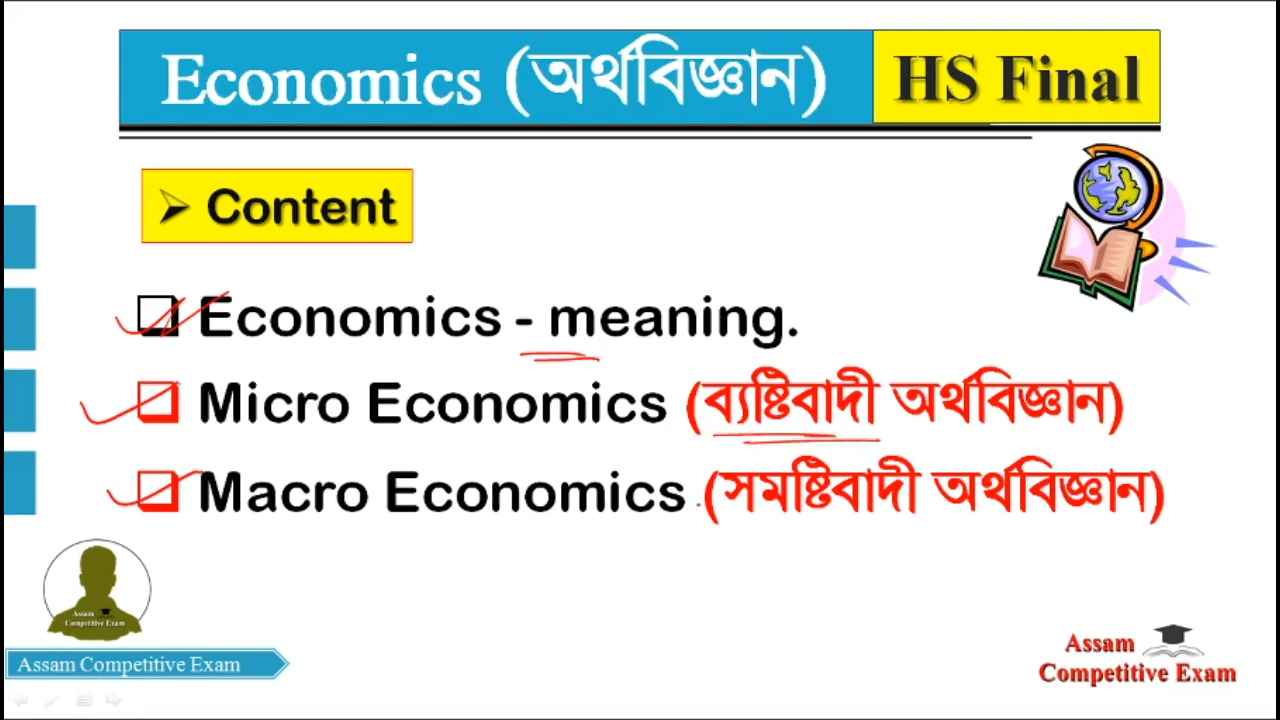 Economics (অৰ্থবিজ্ঞান) HS Final
Content
Economics - meaning.
Micro Economics (ব্যষ্টিবাদী অৰ্থবিজ্ঞান)
Macro Economics (সমষ্টিবাদী অৰ্থবিজ্ঞান)
Assam
Competitive Exam
Assam Competitive Exam
Assam
Competitive Exam